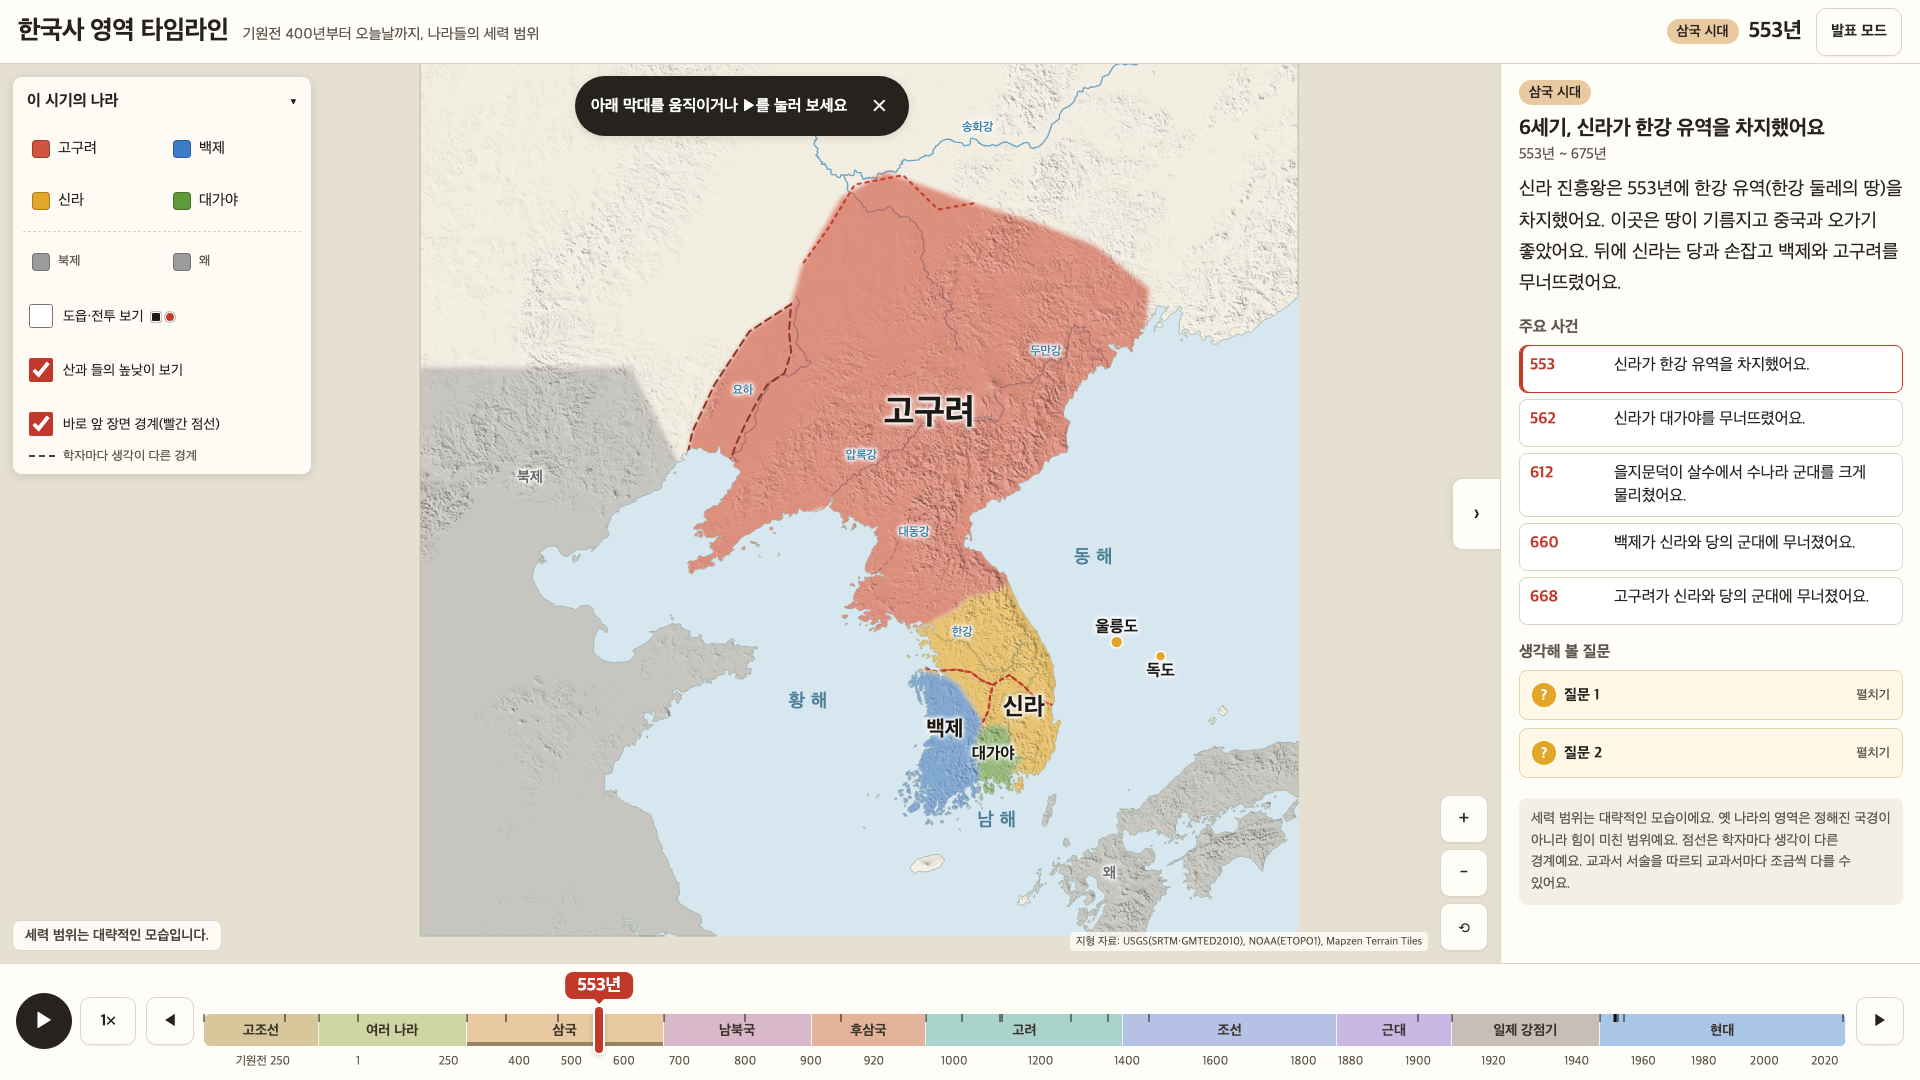 한국사 영역 타임라인
기원전 400년부터 오늘날까지, 나라들의 세력 범위
삼국 시대
553년
발표 모드
이 시기의 나라
▼
고구려
백제
신라
대가야
북제
왜
도읍·전투 보기
산과 들의 높낮이 보기
바로 앞 장면 경계(빨간 점선)
학자마다 생각이 다른 경계
아래 막대를 움직이거나 ▶를 눌러 보세요
✕
송화강
두만강
요하
고구려
압록강
북제
대동강
동 해
울릉도
한강
독도
황 해
신라
백제
대가야
남 해
왜
›
+
−
⟲
세력 범위는 대략적인 모습입니다.
지형 자료: USGS(SRTM·GMTED2010), NOAA(ETOPO1), Mapzen Terrain Tiles
삼국 시대
6세기, 신라가 한강 유역을 차지했어요
553년 ~ 675년
신라 진흥왕은 553년에 한강 유역(한강 둘레의 땅)을
차지했어요. 이곳은 땅이 기름지고 중국과 오가기
좋았어요. 뒤에 신라는 당과 손잡고 백제와 고구려를
무너뜨렸어요.
주요 사건
553 신라가 한강 유역을 차지했어요.
562 신라가 대가야를 무너뜨렸어요.
612 을지문덕이 살수에서 수나라 군대를 크게
물리쳤어요.
660 백제가 신라와 당의 군대에 무너졌어요.
668 고구려가 신라와 당의 군대에 무너졌어요.
생각해 볼 질문
? 질문 1 펼치기
? 질문 2 펼치기
세력 범위는 대략적인 모습이에요. 옛 나라의 영역은 정해진 국경이
아니라 힘이 미친 범위예요. 점선은 학자마다 생각이 다른
경계예요. 교과서 서술을 따르되 교과서마다 조금씩 다를 수
있어요.
553년
▶ 1× ◀
고조선 여러 나라 삼국 남북국 후삼국 고려 조선 근대 일제 강점기 현대
▶
기원전 250 1 250 400 500 600 700 800 900 920 1000 1200 1400 1600 1800 1880 1900 1920 1940 1960 1980 2000 2020